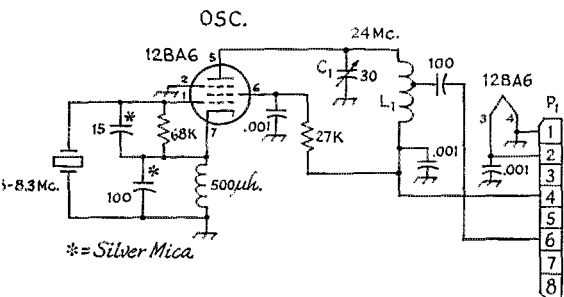 OSC.
24Mc.
12BA6
5
2
1
6
7
C1
30
L1
100
12BA6
3
4
P1
1
2
3
4
5
6
7
8
*
15
68K
.001
27K
.001
.001
-8.3Mc.
*
100
500µh.
*=Silver Mica